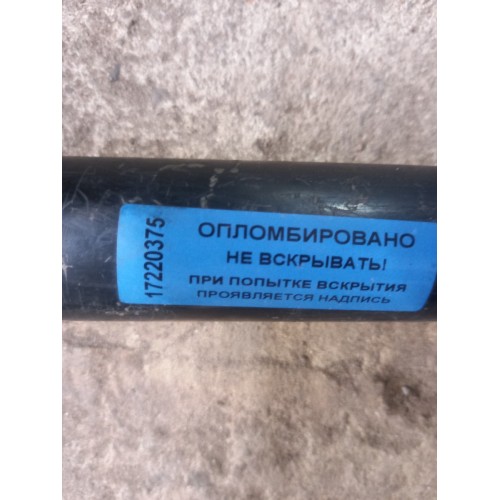 17220375
ОПЛОМБИРОВАНО
НЕ ВСКРЫВАТЬ!
ПРИ ПОПЫТКЕ ВСКРЫТИЯ
ПРОЯВЛЯЕТСЯ НАДПИСЬ